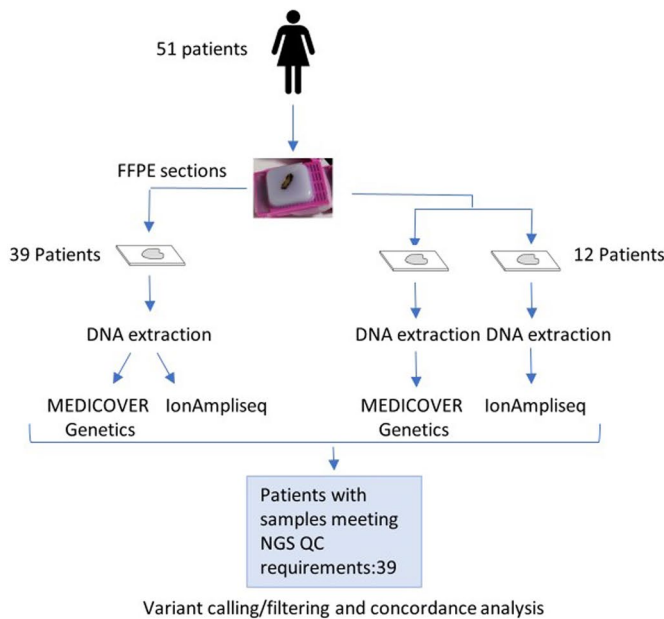 51 patients
FFPE sections
39 Patients
12 Patients
DNA extraction
DNA extraction DNA extraction
MEDICOVER
Genetics
IonAmpliseq
MEDICOVER
Genetics
IonAmpliseq
Patients with
samples meeting
NGS QC
requirements:39
Variant calling/filtering and concordance analysis